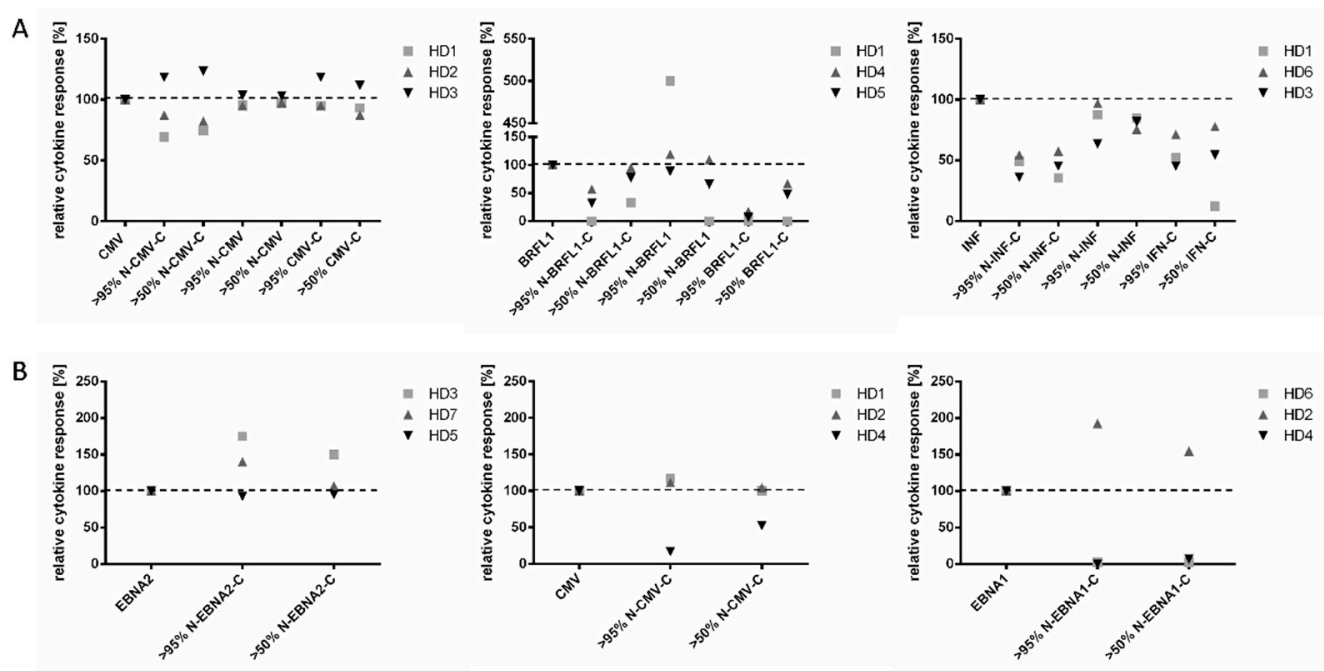 A
relative cytokine response [%]
150
100
50
0
CMV
>95% N-CMV-C
>50% N-CMV-C
>95% N-CMV
>50% N-CMV
>95% CMV-C
>50% CMV-C
HD1
HD2
HD3
relative cytokine response [%]
550
500
450
150
100
50
0
BRFL1
>95% N-BRFL1-C
>50% N-BRFL1-C
>95% N-BRFL1
>50% N-BRFL1
>95% BRFL1-C
>50% BRFL1-C
HD1
HD4
HD5
relative cytokine response [%]
150
100
50
0
INF
>95% N-INF-C
>50% N-INF-C
>95% N-INF
>50% N-INF
>95% IFN-C
>50% IFN-C
HD1
HD6
HD3
B
relative cytokine response [%]
250
200
150
100
50
0
EBNA2
>95% N-EBNA2-C
>50% N-EBNA2-C
HD3
HD7
HD5
relative cytokine response [%]
250
200
150
100
50
0
CMV
>95% N-CMV-C
>50% N-CMV-C
HD1
HD2
HD4
relative cytokine response [%]
250
200
150
100
50
0
EBNA1
>95% N-EBNA1-C
>50% N-EBNA1-C
HD6
HD2
HD4